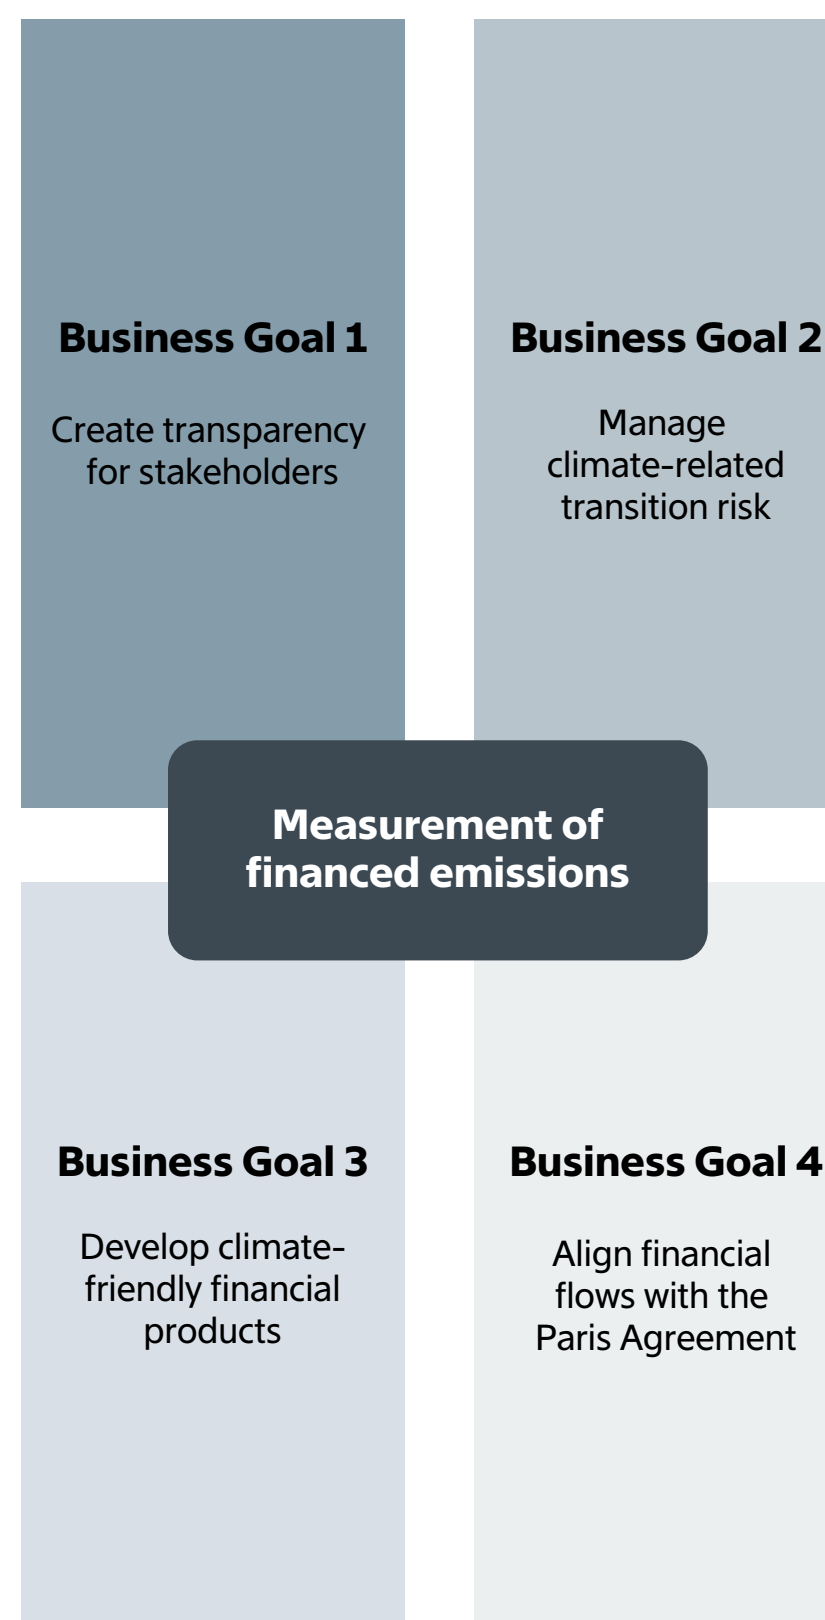 Business Goal 1
Create transparency
for stakeholders
Business Goal 2
Manage
climate-related
transition risk
Measurement of
financed emissions
Business Goal 3
Develop climate-
friendly financial
products
Business Goal 4
Align financial
flows with the
Paris Agreement